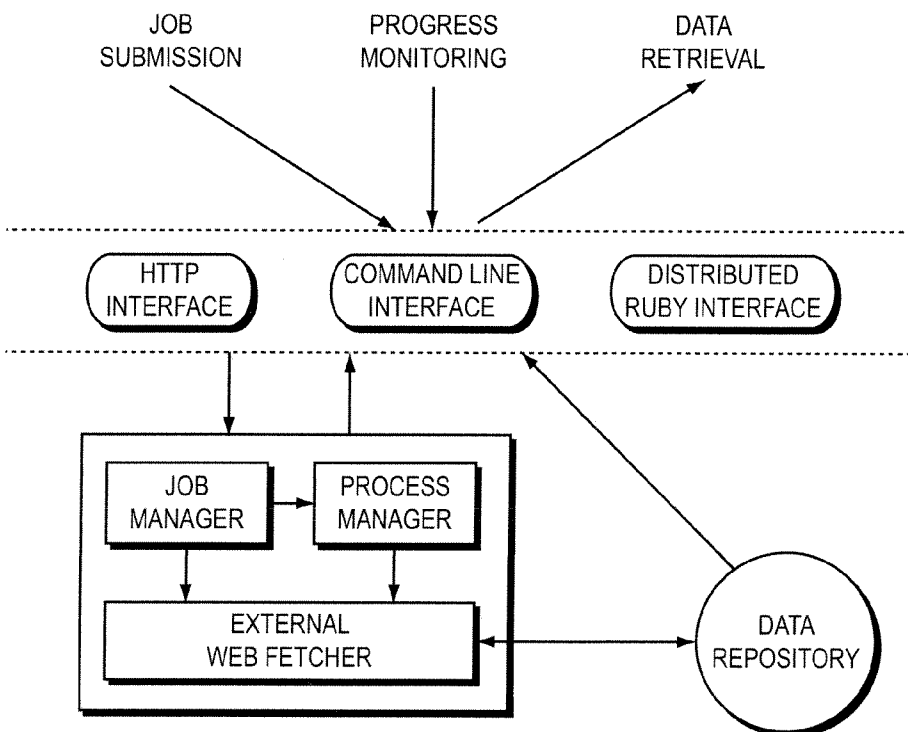 JOB
SUBMISSION
PROGRESS
MONITORING
DATA
RETRIEVAL
HTTP
INTERFACE
COMMAND LINE
INTERFACE
DISTRIBUTED
RUBY INTERFACE
JOB
MANAGER
PROCESS
MANAGER
EXTERNAL
WEB FETCHER
DATA
REPOSITORY